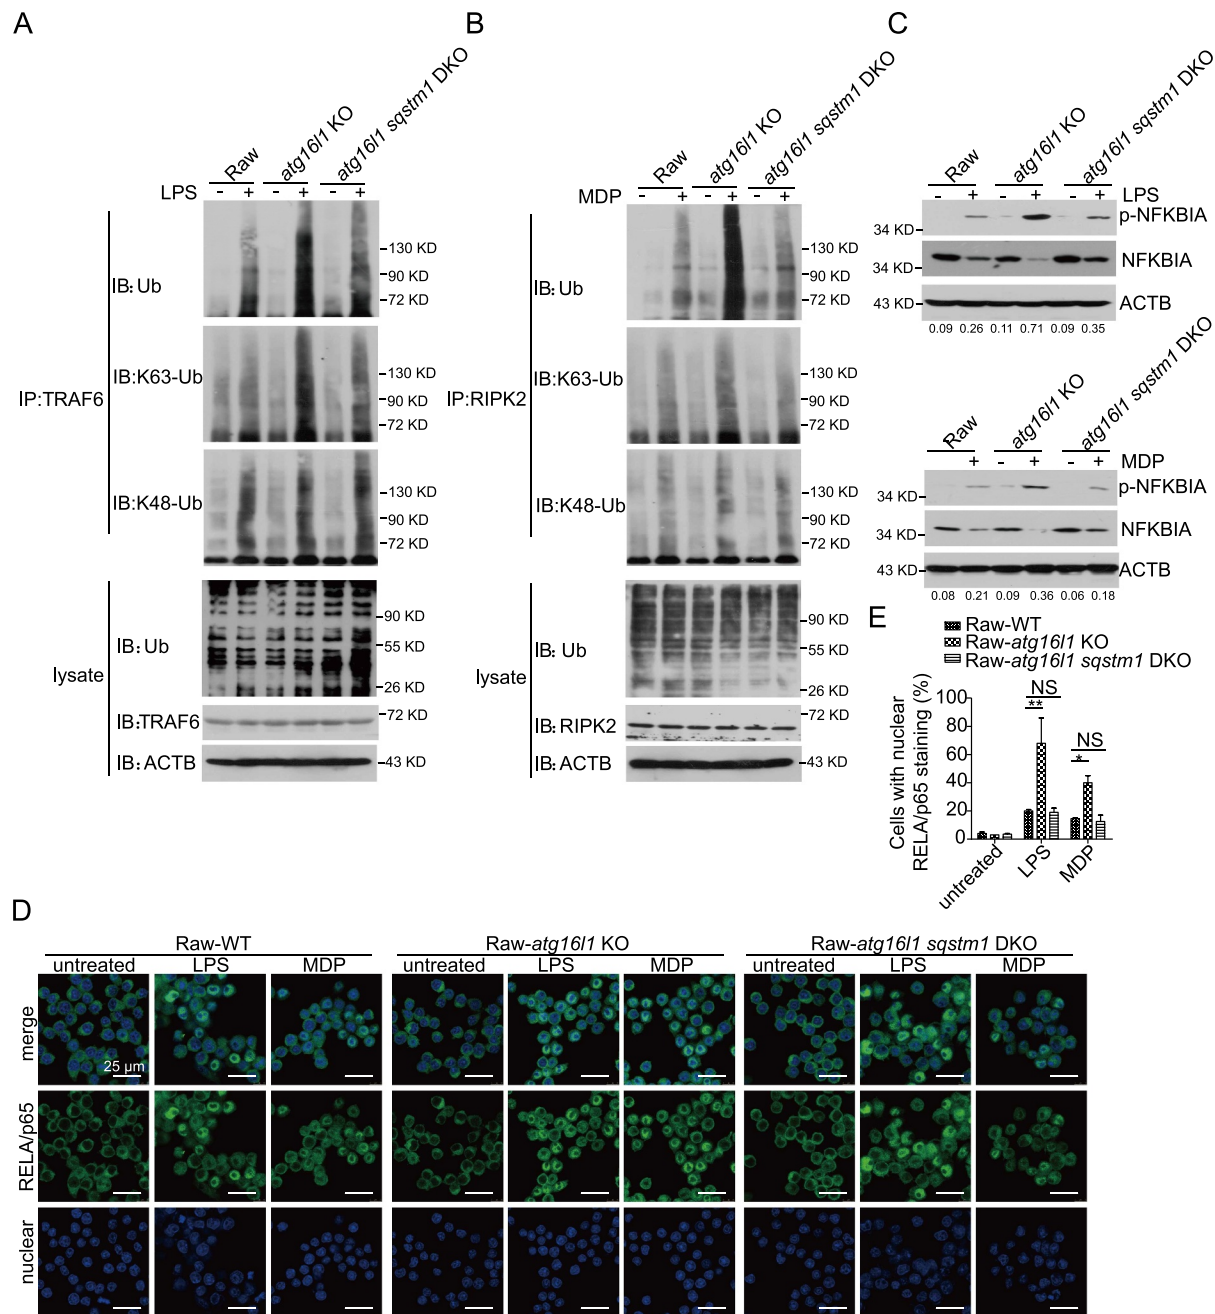 A
Raw
atg16l1 KO
atg16l1 sqstm1 DKO
LPS - + - + - +
IP:TRAF6
IB: Ub
130 KD
90 KD
72 KD
IB:K63-Ub
130 KD
90 KD
72 KD
IB:K48-Ub
130 KD
90 KD
72 KD
lysate
IB: Ub
90 KD
55 KD
26 KD
IB:TRAF6
72 KD
IB: ACTB
43 KD
B
Raw
atg16l1 KO
atg16l1 sqstm1 DKO
MDP - + - + - +
IP:RIPK2
IB: Ub
130 KD
90 KD
72 KD
IB:K63-Ub
130 KD
90 KD
72 KD
IB:K48-Ub
130 KD
90 KD
72 KD
lysate
IB: Ub
90 KD
55 KD
26 KD
IB: RIPK2
72 KD
IB: ACTB
43 KD
C
Raw
atg16l1 KO
atg16l1 sqstm1 DKO
- + - + - + LPS
34 KD p-NFKBIA
34 KD NFKBIA
43 KD ACTB
0.09 0.26 0.11 0.71 0.09 0.35
Raw
atg16l1 KO
atg16l1 sqstm1 DKO
- + - + - + MDP
34 KD p-NFKBIA
34 KD NFKBIA
43 KD ACTB
0.08 0.21 0.09 0.36 0.06 0.18
E
Raw-WT
Raw-atg16l1 KO
Raw-atg16l1 sqstm1 DKO
Cells with nuclear
RELA/p65 staining (%)
100
80
60
40
20
0
NS
**
NS
*
untreated
LPS
MDP
D
Raw-WT
Raw-atg16l1 KO
Raw-atg16l1 sqstm1 DKO
untreated LPS MDP untreated LPS MDP untreated LPS MDP
merge
25 μm
RELA/p65
nuclear